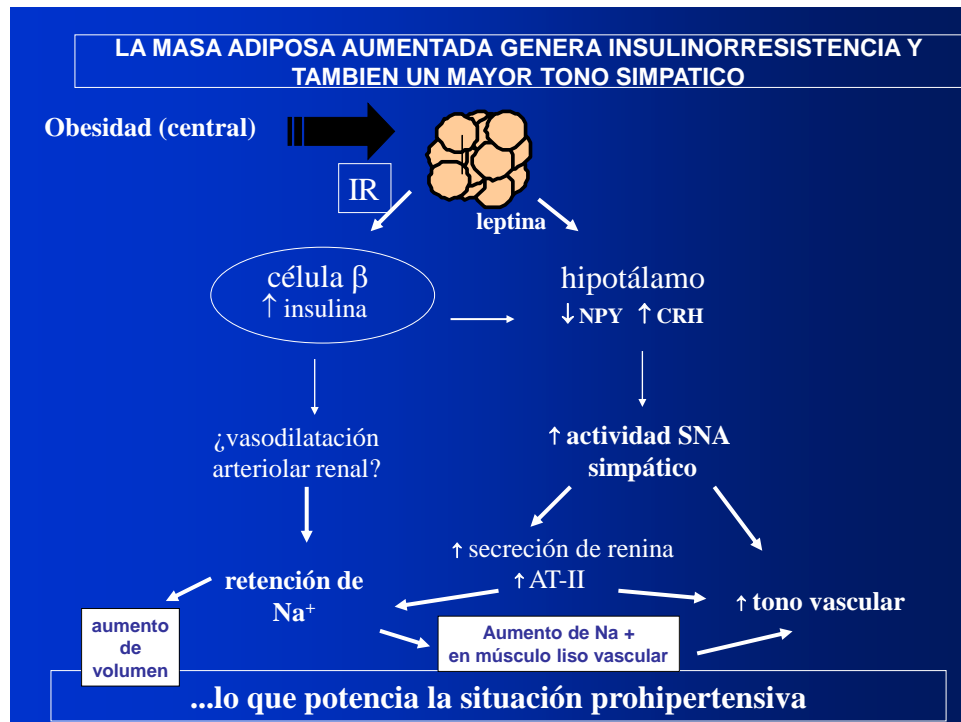 LA MASA ADIPOSA AUMENTADA GENERA INSULINORRESISTENCIA Y
TAMBIEN UN MAYOR TONO SIMPATICO
Obesidad (central)
IR
leptina
célula β
↑ insulina
hipotálamo
↓ NPY ↑ CRH
¿vasodilatación
arteriolar renal?
↑ actividad SNA
simpático
↑ secreción de renina
↑ AT-II
retención de
Na⁺
↑ tono vascular
aumento
de
volumen
Aumento de Na +
en músculo liso vascular
...lo que potencia la situación prohipertensiva